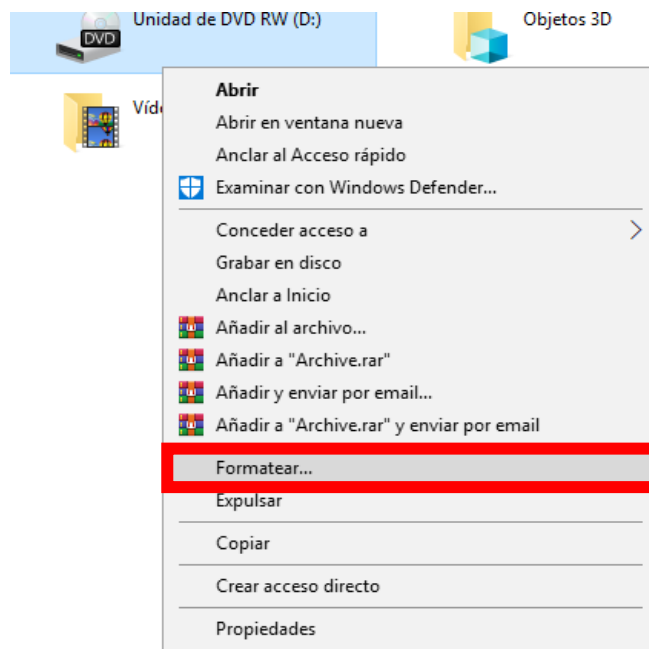 Unidad de DVD RW (D:)
Objetos 3D
DVD
Abrir
Abrir en ventana nueva
Anclar al Acceso rápido
Examinar con Windows Defender...
Conceder acceso a
Grabar en disco
Anclar a Inicio
Añadir al archivo...
Añadir a "Archive.rar"
Añadir y enviar por email...
Añadir a "Archive.rar" y enviar por email
Formatear...
Expulsar
Copiar
Crear acceso directo
Propiedades